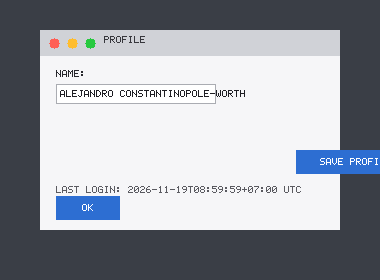 PROFILE
NAME:
ALEJANDRO CONSTANTINOPOLE-WORTH
SAVE PROFI
LAST LOGIN: 2026-11-19T08:59:59+07:00 UTC
OK